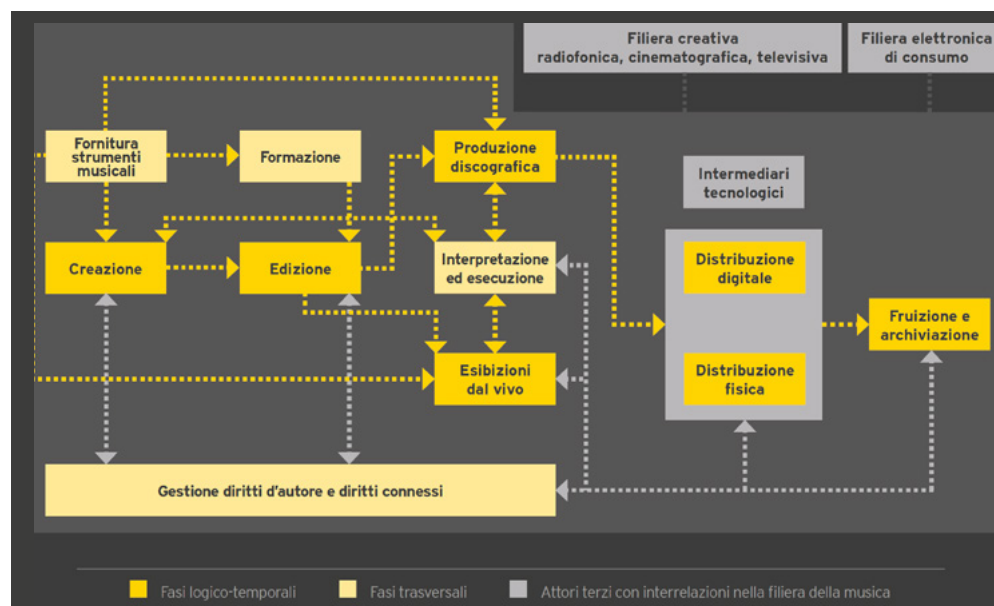 Filiera creativa
radiofonica, cinematografica, televisiva
Filiera elettronica
di consumo
Fornitura
strumenti
musicali
Formazione
Produzione
discografica
Intermediari
tecnologici
Creazione
Edizione
Interpretazione
ed esecuzione
Distribuzione
digitale
Fruizione e
archiviazione
Esibizioni
dal vivo
Distribuzione
fisica
Gestione diritti d'autore e diritti connessi
Fasi logico-temporali
Fasi trasversali
Attori terzi con interrelazioni nella filiera della musica